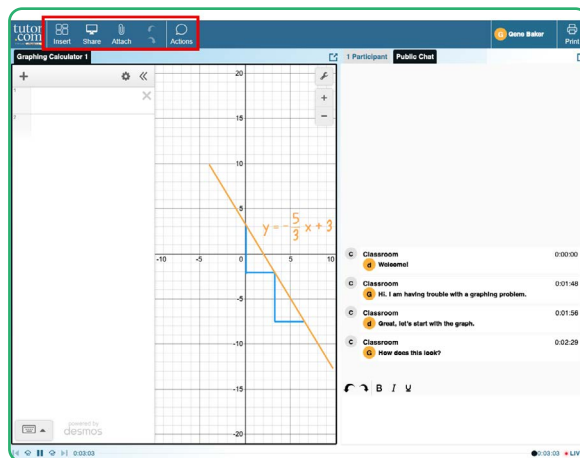 tutor
.com
Insert Share Attach Actions
G Gene Baker
Print
Graphing Calculator 1
1 Participant Public Chat
1
2
20
15
10
5
-10 -5 0 5 10
-5
-10
-15
-20
y = -5/3 x + 3
powered by
desmos
C Classroom 0:00:00
d Welcome!
C Classroom 0:01:48
G Hi. I am having trouble with a graphing problem.
C Classroom 0:01:56
d Great, let's start with the graph.
C Classroom 0:02:29
G How does this look?
B I U
0:03:03
0:03:03 LIV